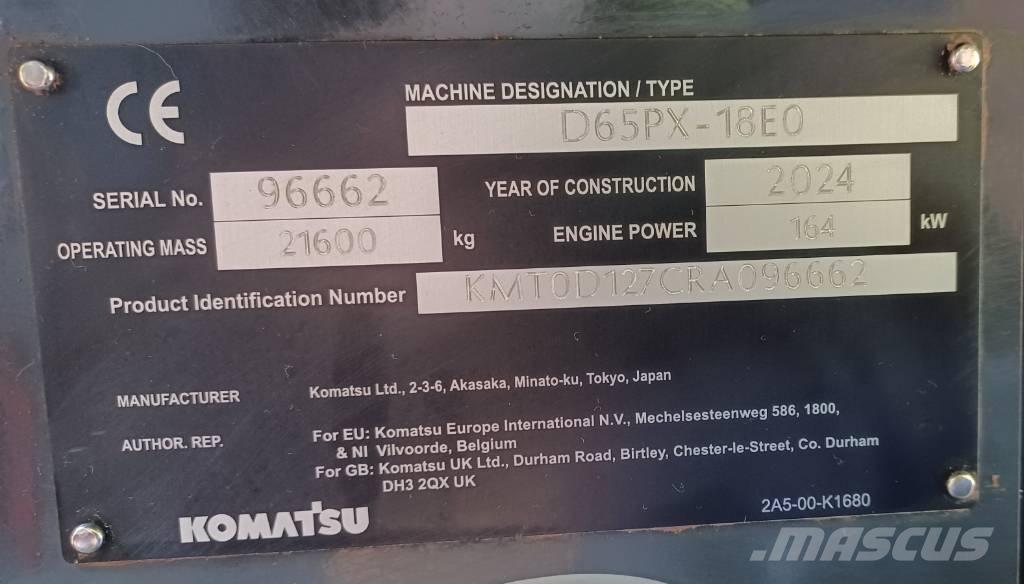 CE
MACHINE DESIGNATION / TYPE
D65PX-18E0
SERIAL No. 96662 YEAR OF CONSTRUCTION 2024
OPERATING MASS 21600 kg ENGINE POWER 164 kW
Product Identification Number KMT0D127CRA096662
MANUFACTURER Komatsu Ltd., 2-3-6, Akasaka, Minato-ku, Tokyo, Japan
AUTHOR. REP. For EU: Komatsu Europe International N.V., Mechelsesteenweg 586, 1800,
& NI Vilvoorde, Belgium
For GB: Komatsu UK Ltd., Durham Road, Birtley, Chester-le-Street, Co. Durham
DH3 2QX UK
KOMATSU
2A5-00-K1680
MASCUS